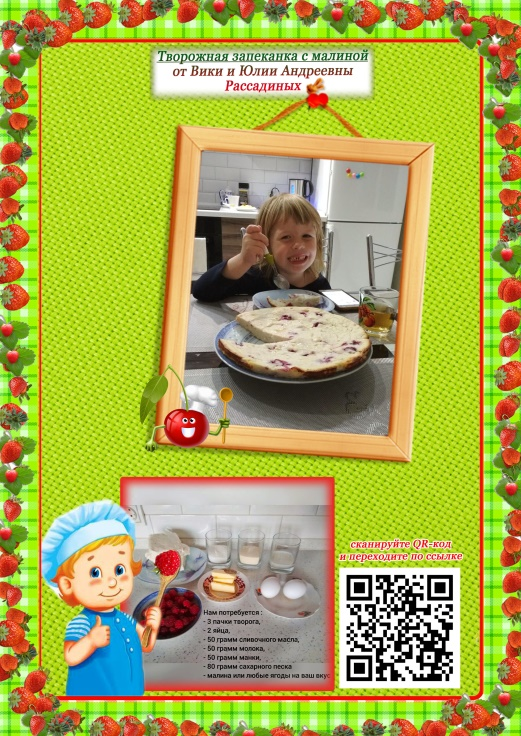 Творожная запеканка с малиной
от Вики и Юлии Андреевны
Рассадиных
сканируйте QR-код
и переходите по ссылке
Нам потребуется :
- 3 пачки творога,
- 2 яйца,
- 50 грамм сливочного масла,
- 50 грамм молока,
- 50 грамм манки,
- 80 грамм сахарного песка
- малина или любые ягоды на ваш вкус